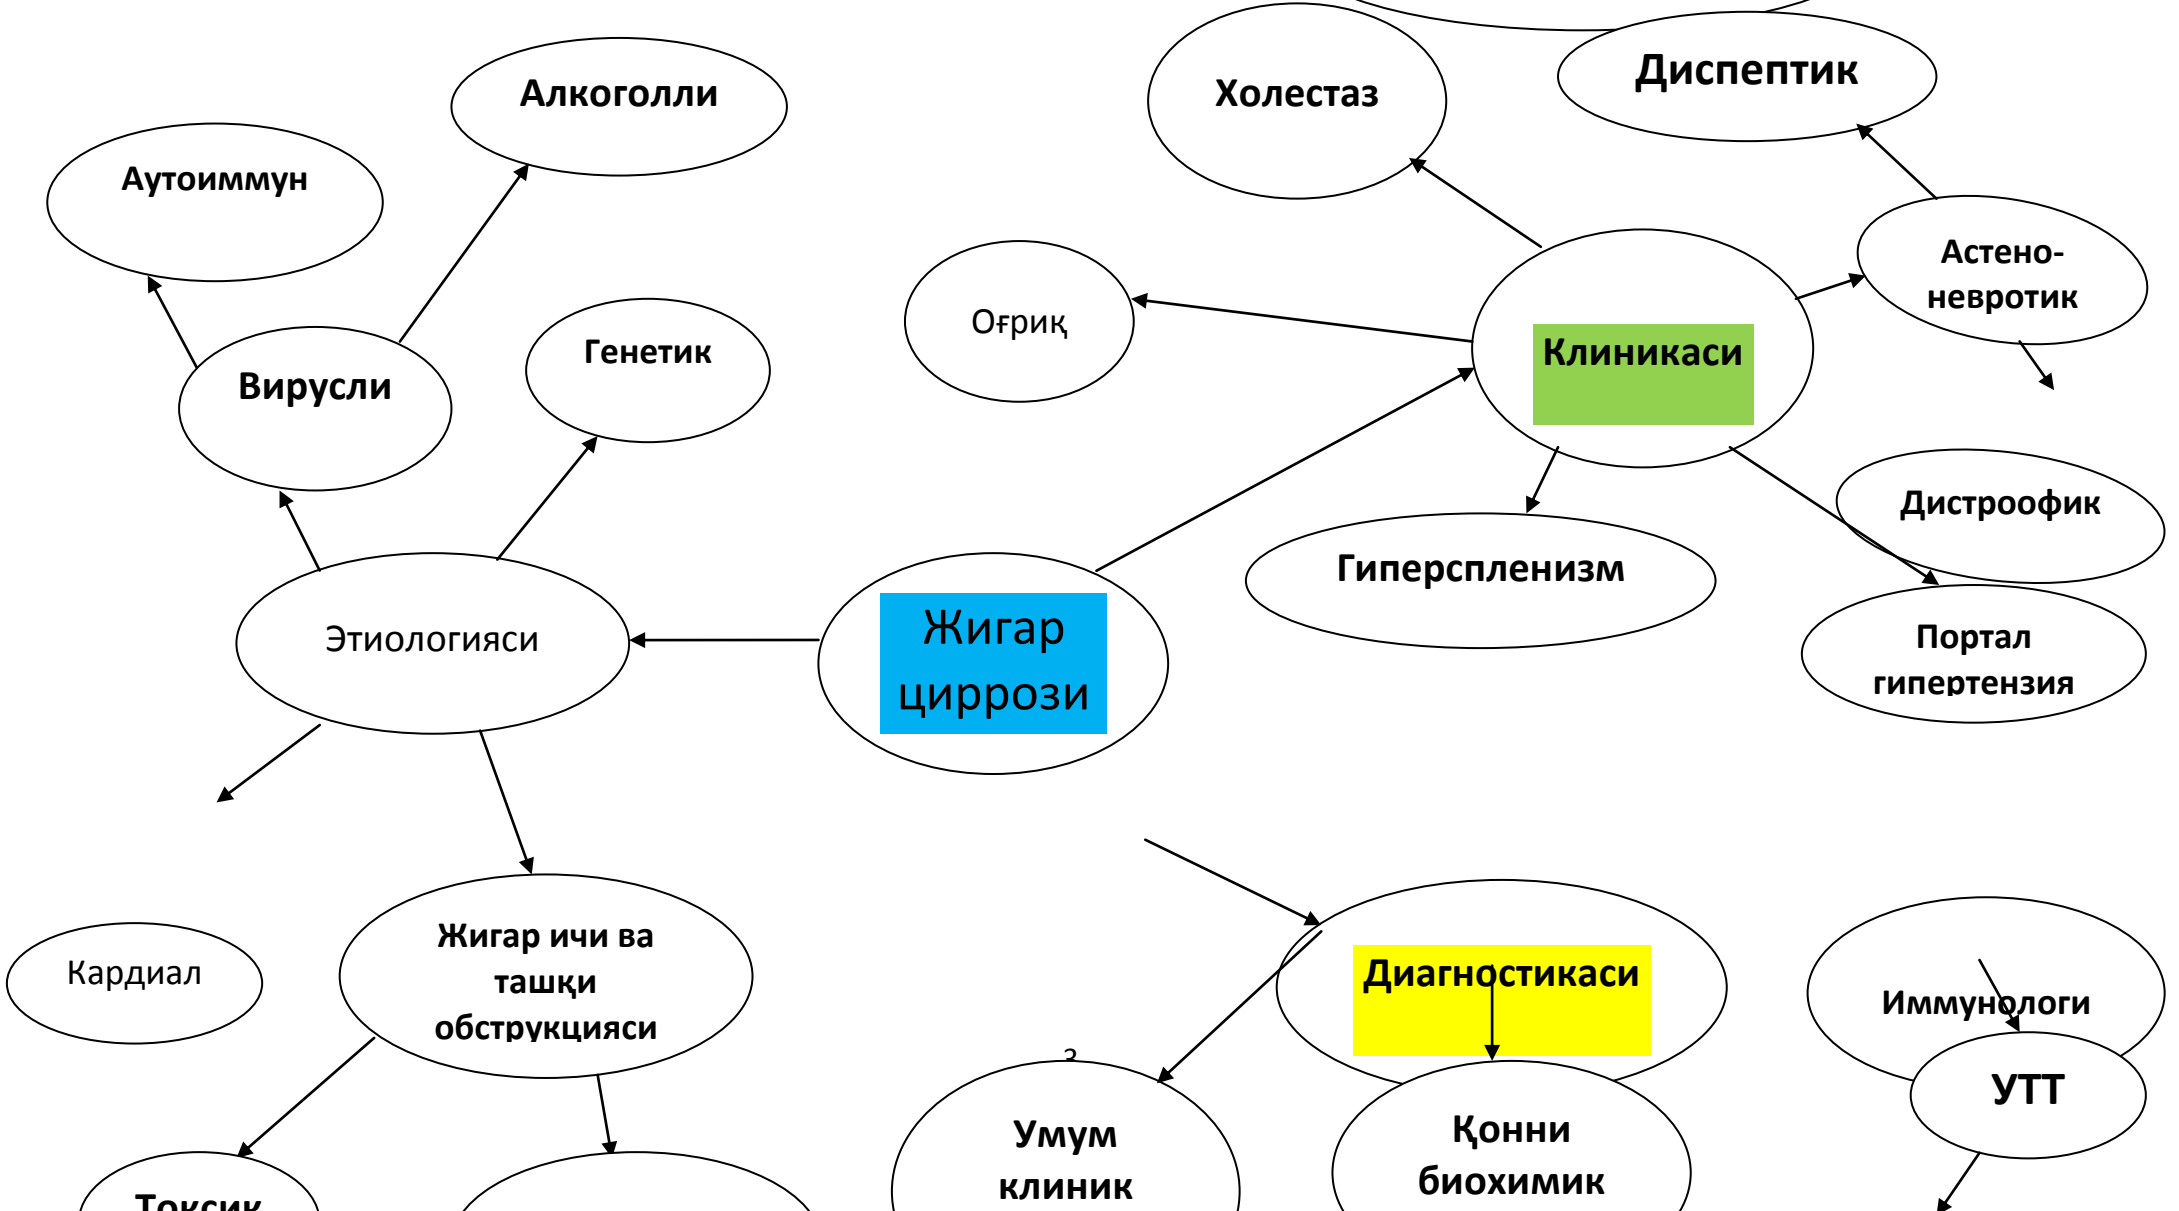 Алкоголли
Холестаз
Диспептик
Аутоиммун
Астено-
невротик
Оғриқ
Генетик
Клиникаси
Вирусли
Дистроофик
Гиперспленизм
Этиологияси
Жигар
циррози
Портал
гипертензия
Жигар ичи ва
ташқи
обструкцияси
Кардиал
Диагностикаси
Иммунологи
УТТ
3
Умум
клиник
Қонни
биохимик
Токсик